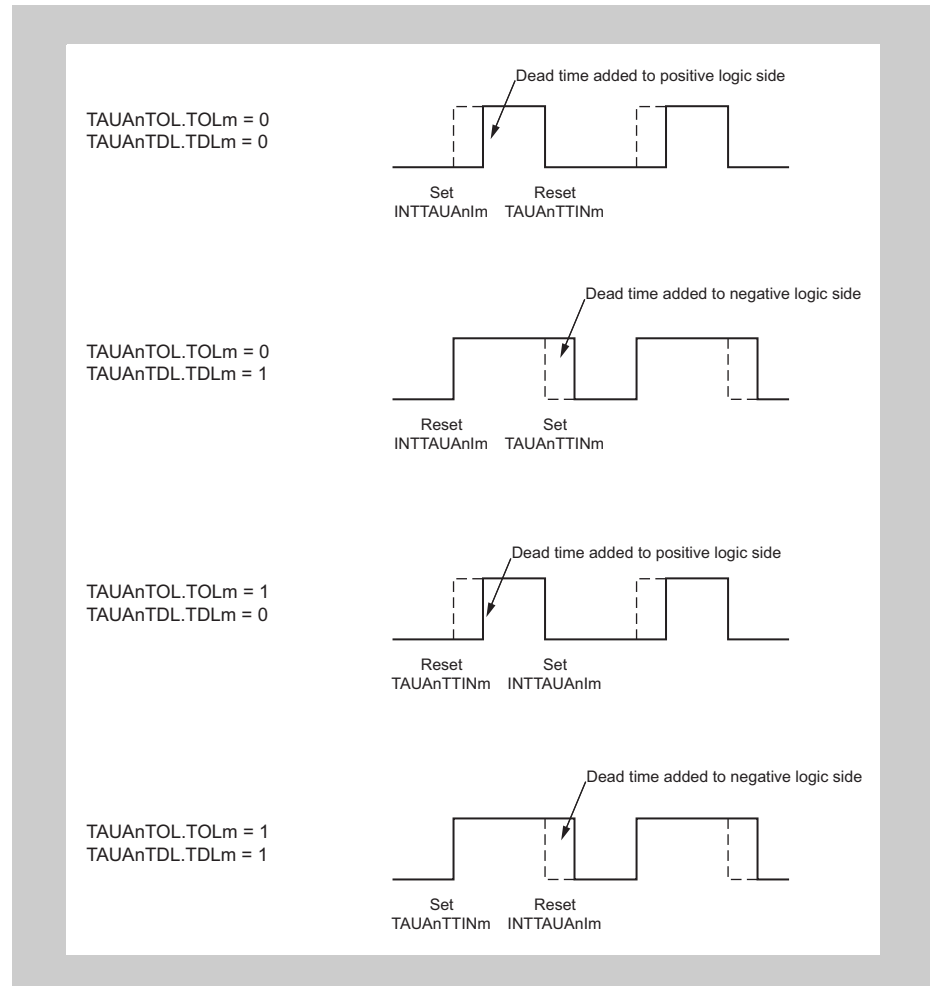 Dead time added to positive logic side
TAUAnTOL.TOLm = 0
TAUAnTDL.TDLm = 0
Set
INTTAUAnIm
Reset
TAUAnTTINm
Dead time added to negative logic side
TAUAnTOL.TOLm = 0
TAUAnTDL.TDLm = 1
Reset
INTTAUAnIm
Set
TAUAnTTINm
Dead time added to positive logic side
TAUAnTOL.TOLm = 1
TAUAnTDL.TDLm = 0
Reset
TAUAnTTINm
Set
INTTAUAnIm
Dead time added to negative logic side
TAUAnTOL.TOLm = 1
TAUAnTDL.TDLm = 1
Set
TAUAnTTINm
Reset
INTTAUAnIm